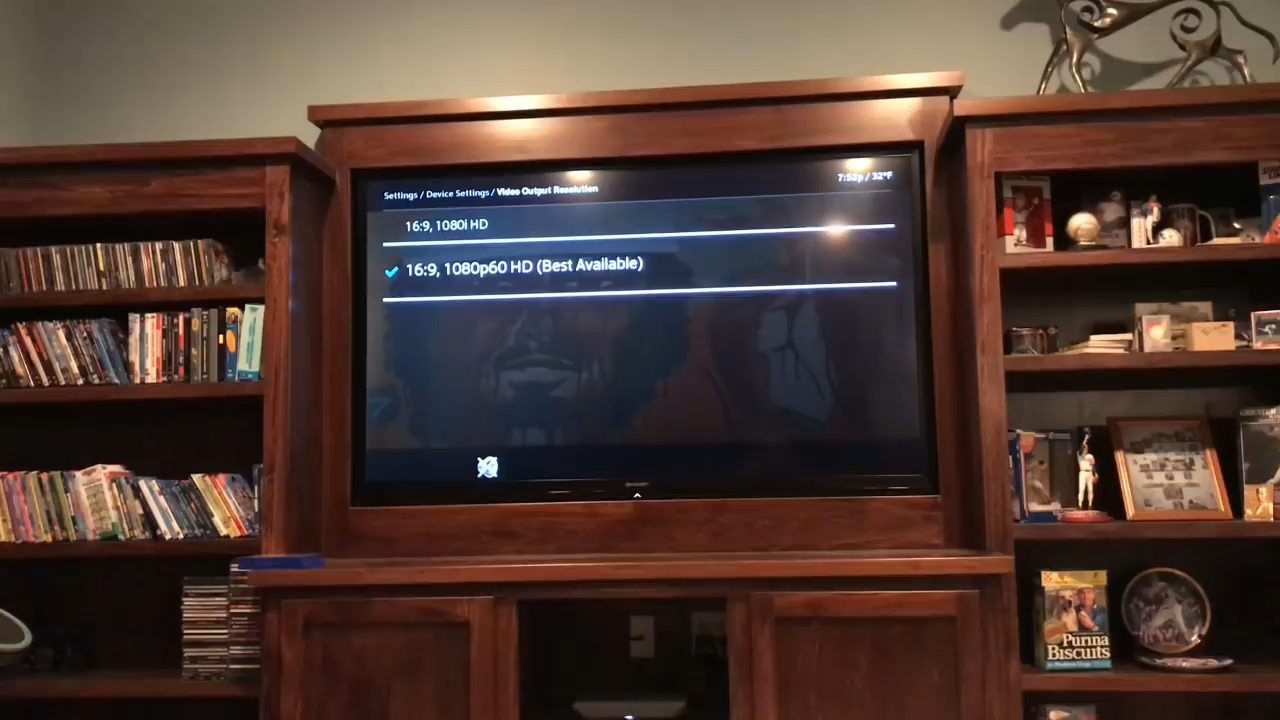 Settings / Device Settings / Video Output Resolution
7:52p / 32°F
16:9, 1080i HD
16:9, 1080p60 HD (Best Available)
SHARP
Purina
Biscuits